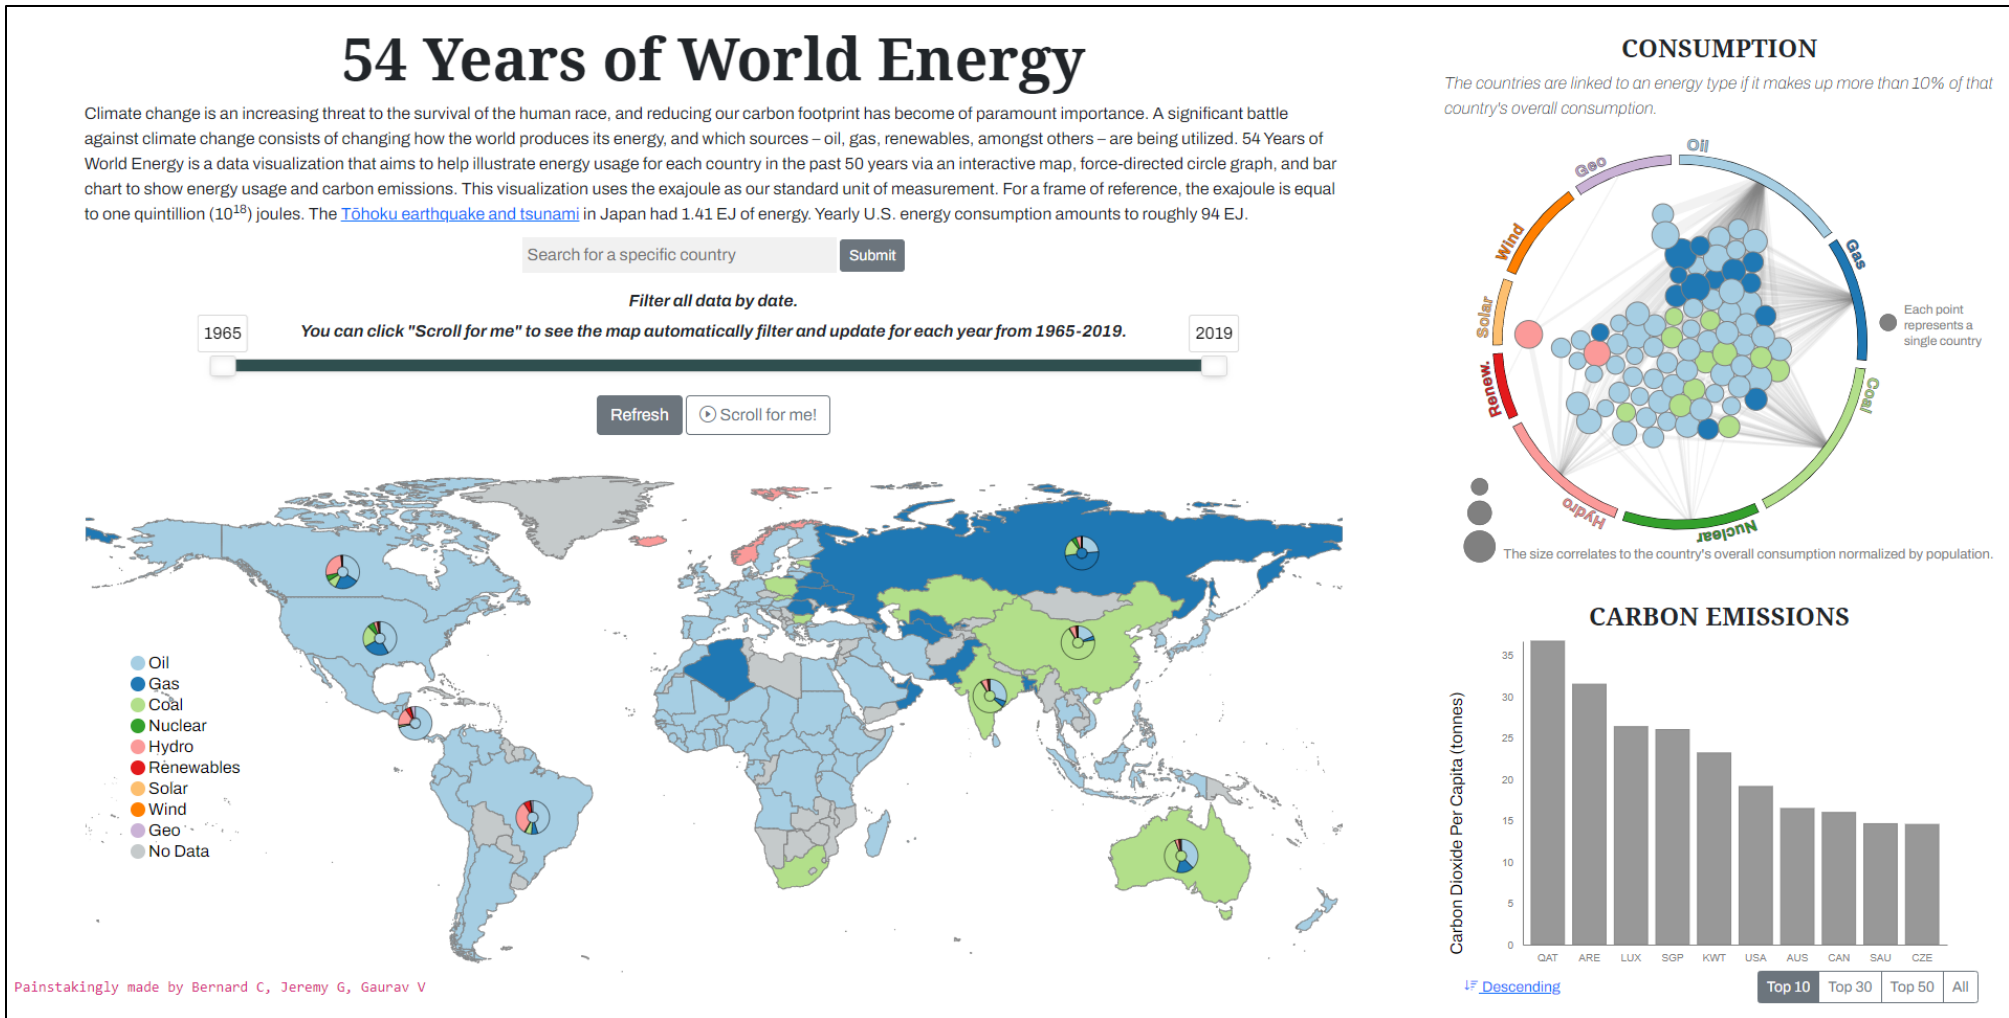 54 Years of World Energy
Climate change is an increasing threat to the survival of the human race, and reducing our carbon footprint has become of paramount importance. A significant battle
against climate change consists of changing how the world produces its energy, and which sources – oil, gas, renewables, amongst others – are being utilized. 54 Years of
World Energy is a data visualization that aims to help illustrate energy usage for each country in the past 50 years via an interactive map, force-directed circle graph, and bar
chart to show energy usage and carbon emissions. This visualization uses the exajoule as our standard unit of measurement. For a frame of reference, the exajoule is equal
to one quintillion (10¹⁸) joules. The Tōhoku earthquake and tsunami in Japan had 1.41 EJ of energy. Yearly U.S. energy consumption amounts to roughly 94 EJ.
Search for a specific country
Submit
Filter all data by date.
You can click "Scroll for me" to see the map automatically filter and update for each year from 1965-2019.
1965
2019
Refresh
Scroll for me!
Oil
Gas
Coal
Nuclear
Hydro
Renewables
Solar
Wind
Geo
No Data
Painstakingly made by Bernard C, Jeremy G, Gaurav V
CONSUMPTION
The countries are linked to an energy type if it makes up more than 10% of that
country's overall consumption.
Oil
Gas
Coal
Nuclear
Hydro
Renew.
Solar
Wind
Geo
Each point
represents a
single country
The size correlates to the country's overall consumption normalized by population.
CARBON EMISSIONS
Carbon Dioxide Per Capita (tonnes)
35
30
25
20
15
10
5
0
QAT ARE LUX SGP KWT USA AUS CAN SAU CZE
Descending
Top 10 Top 30 Top 50 All